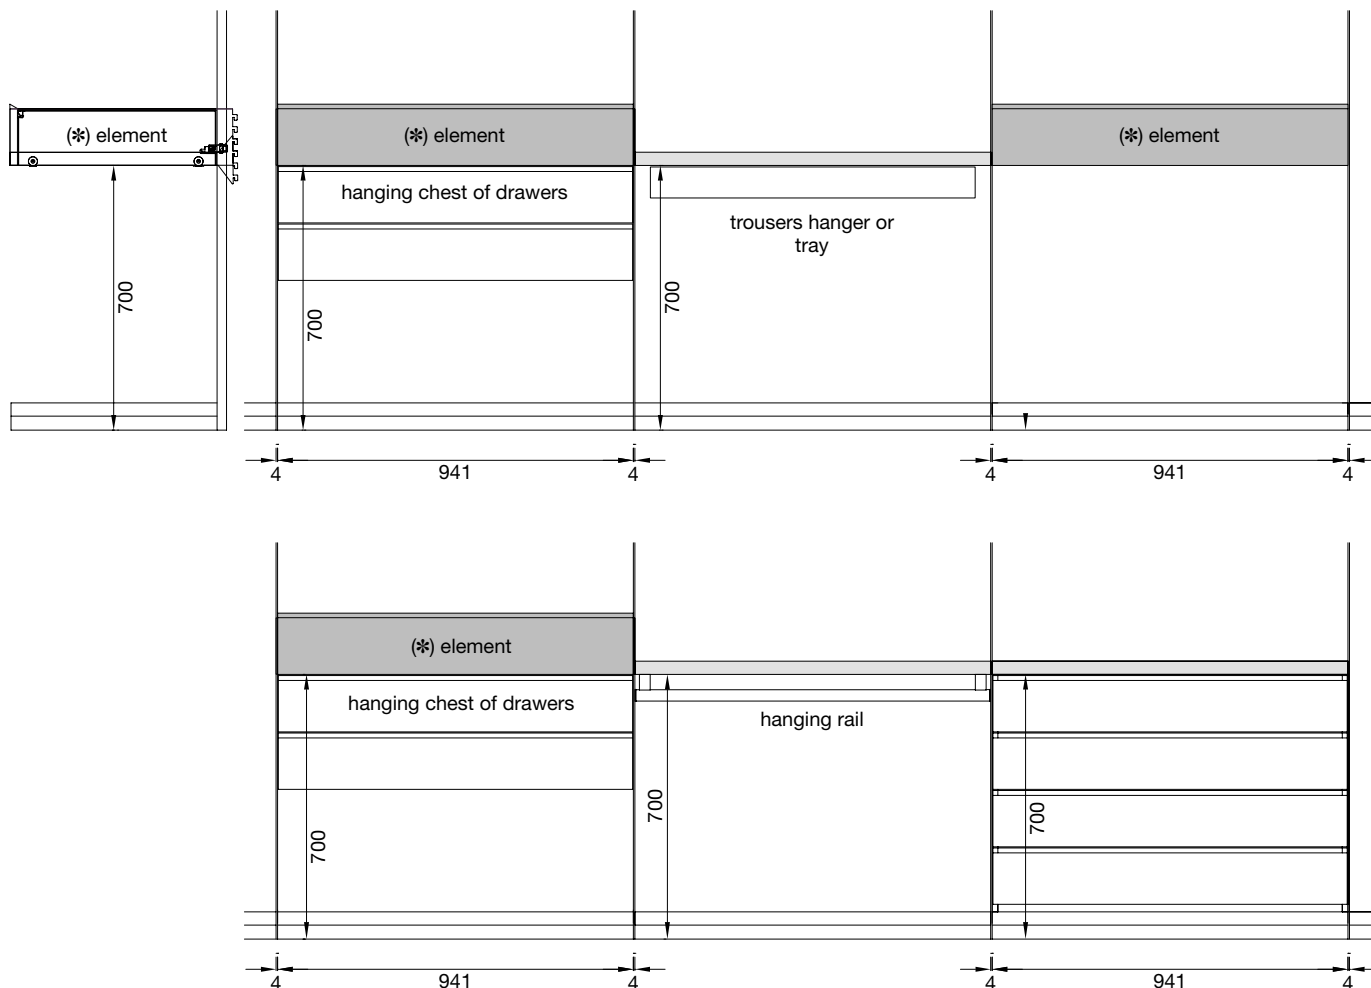 (✻) element
(✻) element
(✻) element
hanging chest of drawers
trousers hanger or
tray
700
700
700
4
941
4
4
941
4
(✻) element
hanging chest of drawers
hanging rail
700
700
700
4
941
4
4
941
4